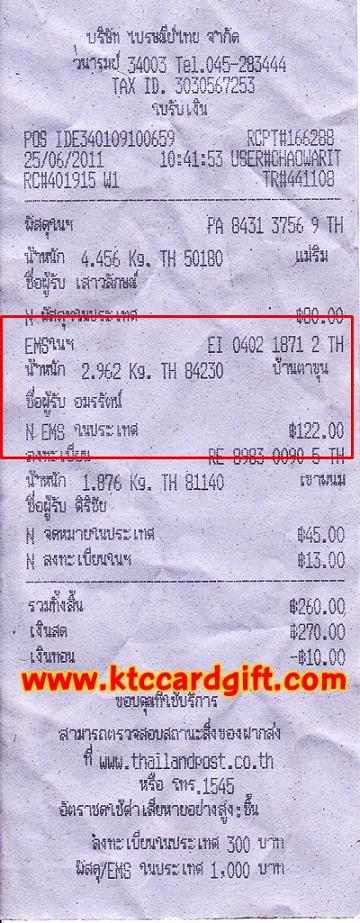 บริษัท ไปรษณีย์ไทย จำกัด
วนารมย์ 34003 Tel.045-283444
TAX ID. 3030567253
ใบรับเงิน
POS IDE340109100659 RCPT#166288
25/06/2011 10:41:53 USER#CHAOWARIT
RC#401915 W1 TR#441108
พัสดุในฯ PA 8431 3756 9 TH
น้ำหนัก 4.456 Kg. TH 50180 แม่ริม
ชื่อผู้รับ เสาวลักษณ์
N พัสดุในประเทศ ฿80.00
EMSในฯ EI 0402 1871 2 TH
น้ำหนัก 2.962 Kg. TH 84230 บ้านตาขุน
ชื่อผู้รับ อมรรัตน์
N EMS ในประเทศ ฿122.00
ลงทะเบียน RE 8983 0090 5 TH
น้ำหนัก 1.876 Kg. TH 81140 เขาพนม
ชื่อผู้รับ ศิริชัย
N จดหมายในประเทศ ฿45.00
N ลงทะเบียนในฯ ฿13.00
รวมทั้งสิ้น ฿260.00
เงินสด ฿270.00
เงินทอน -฿10.00
www.ktccardgift.com
ขอบคุณที่ใช้บริการ
สามารถตรวจสอบสถานะสิ่งของฝากส่ง
ที่ www.thailandpost.co.th
หรือ โทร.1545
อัตราชดใช้ค่าเสียหายอย่างสูง:ชิ้น
ลงทะเบียนในประเทศ 300 บาท
พัสดุ/EMS ในประเทศ 1,000 บาท